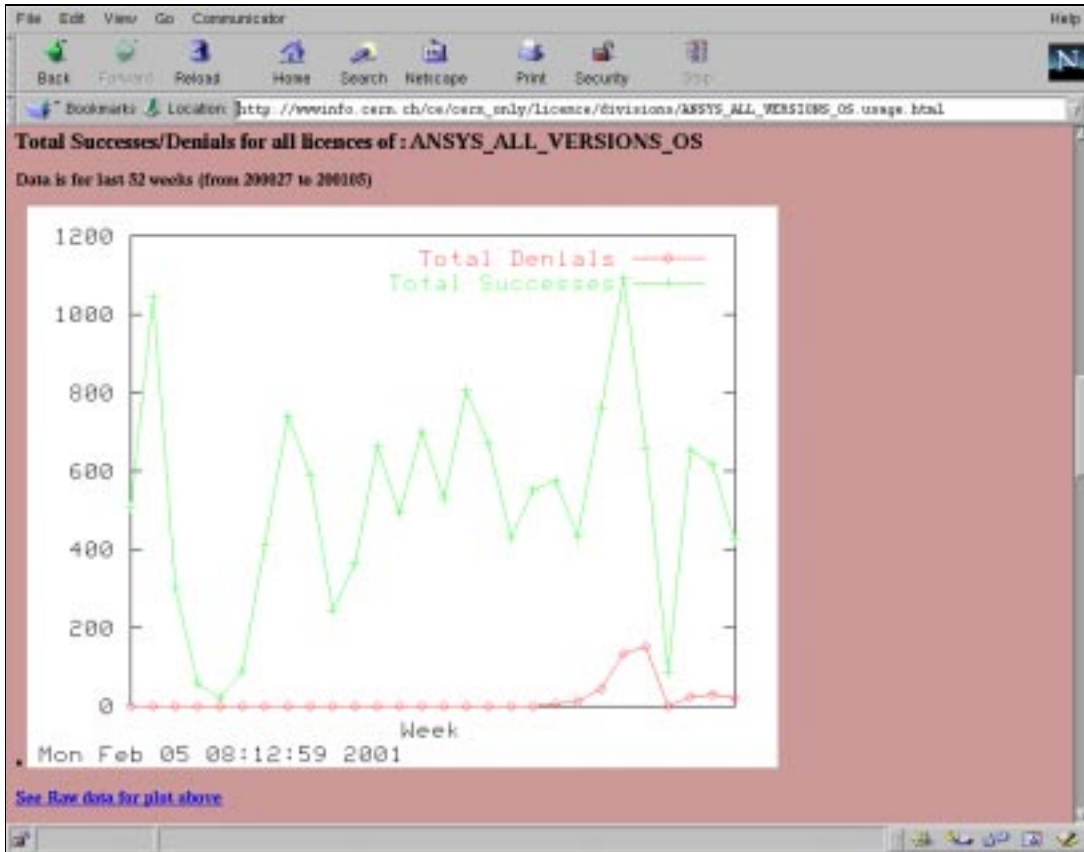 File Edit View Go Communicator Help
Back Forward Reload Home Search Netscape Print Security Stop
N
Bookmarks Location: http://wwwinfo.cern.ch/ce/cern_only/licence/divisions/ANSYS_ALL_VERSIONS_OS.usage.html
Total Successes/Denials for all licences of : ANSYS_ALL_VERSIONS_OS
Data is for last 52 weeks (from 200027 to 200105)
1200
Total Denials
Total Successes
1000
800
600
400
200
0
Week
Mon Feb 05 08:12:59 2001
See Raw data for plot above